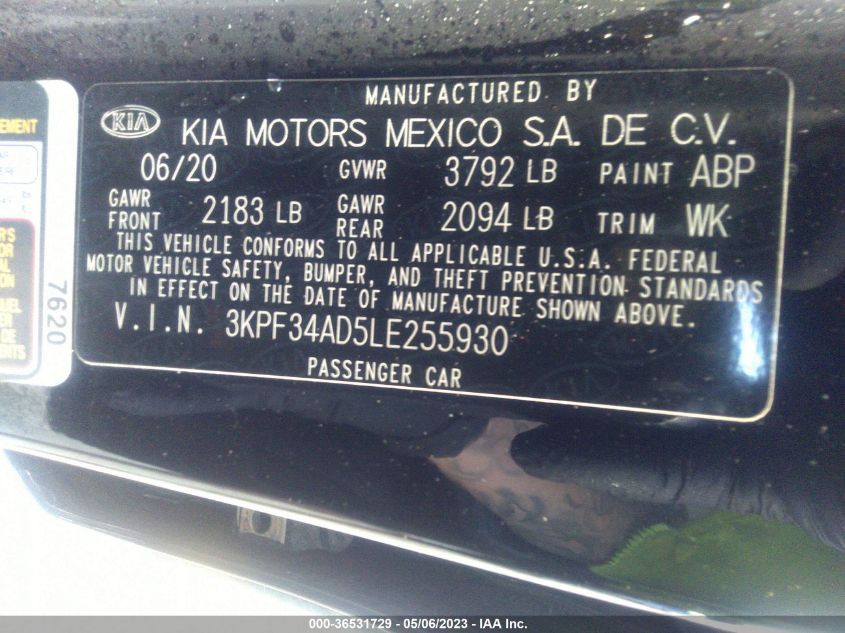 MANUFACTURED BY
KIA KIA MOTORS MEXICO S.A. DE C.V.
06/20 GVWR 3792 LB PAINT ABP
GAWR FRONT 2183 LB GAWR REAR 2094 LB TRIM WK
THIS VEHICLE CONFORMS TO ALL APPLICABLE U.S.A. FEDERAL
MOTOR VEHICLE SAFETY, BUMPER, AND THEFT PREVENTION STANDARDS
IN EFFECT ON THE DATE OF MANUFACTURE SHOWN ABOVE.
V.I.N. 3KPF34AD5LE255930
PASSENGER CAR
7620
000-36531729 - 05/06/2023 - IAA Inc.